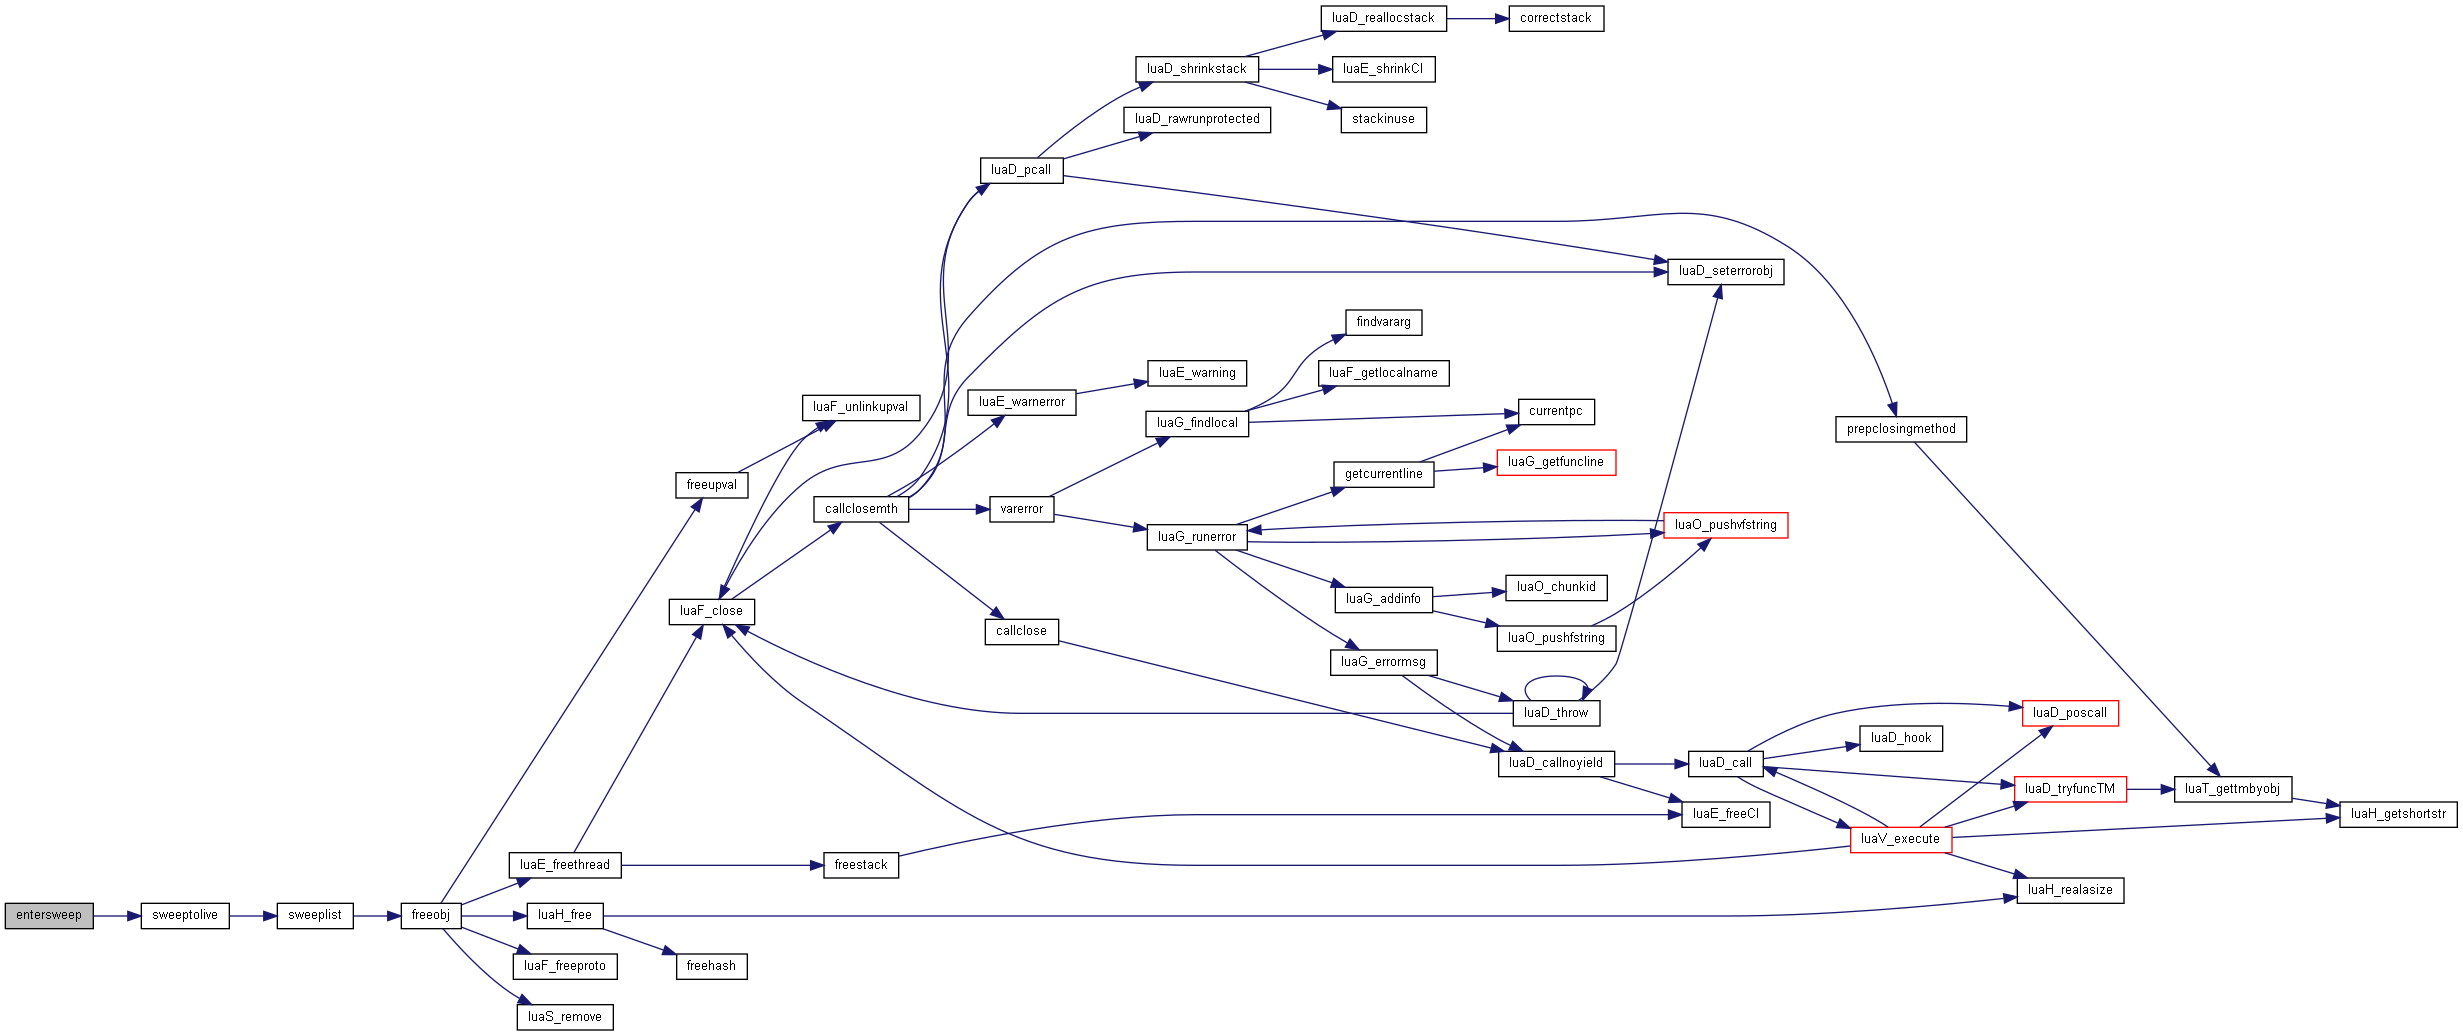 luaD_reallocstack
correctstack
luaD_shrinkstack
luaE_shrinkCI
luaD_rawrunprotected
stackinuse
luaD_pcall
luaD_seterrorobj
findvararg
luaE_warning
luaF_getlocalname
luaE_warnerror
luaF_unlinkupval
currentpc
luaG_findlocal
prepclosingmethod
luaG_getfuncline
getcurrentline
freeupval
callclosemth
varerror
luaO_pushvfstring
luaG_runerror
luaO_chunkid
luaG_addinfo
luaF_close
callclose
luaO_pushfstring
luaG_errormsg
luaD_throw
luaD_poscall
luaD_hook
luaD_callnoyield
luaD_call
luaD_tryfuncTM
luaT_gettmbyobj
luaE_freeCI
luaH_getshortstr
luaV_execute
luaE_freethread
freestack
luaH_realasize
entersweep
sweeptolive
sweeplist
freeobj
luaH_free
luaF_freeproto
freehash
luaS_remove